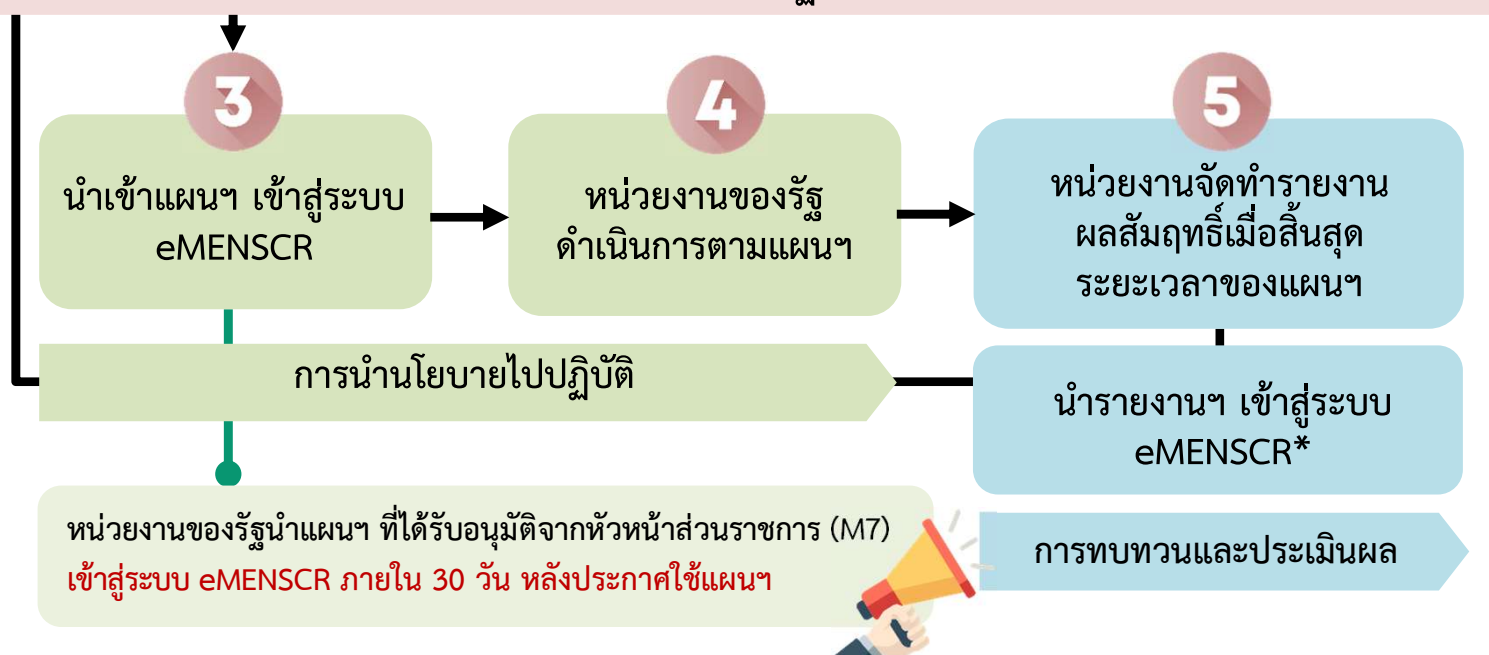 3
นำเข้าแผนฯ เข้าสู่ระบบ
eMENSCR
4
หน่วยงานของรัฐ
ดำเนินการตามแผนฯ
5
หน่วยงานจัดทำรายงาน
ผลสัมฤทธิ์เมื่อสิ้นสุด
ระยะเวลาของแผนฯ
การนำนโยบายไปปฏิบัติ
นำรายงานฯ เข้าสู่ระบบ
eMENSCR*
หน่วยงานของรัฐนำแผนฯ ที่ได้รับอนุมัติจากหัวหน้าส่วนราชการ (M7)
เข้าสู่ระบบ eMENSCR ภายใน 30 วัน หลังประกาศใช้แผนฯ
การทบทวนและประเมินผล